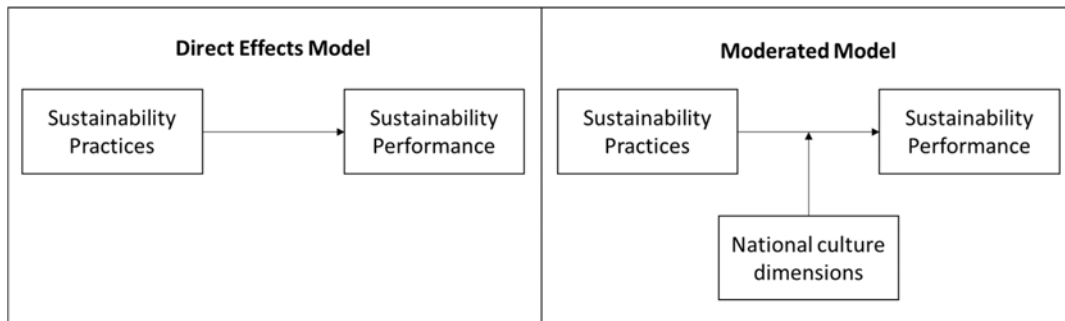 Direct Effects Model
Sustainability
Practices
Sustainability
Performance
Moderated Model
Sustainability
Practices
Sustainability
Performance
National culture
dimensions